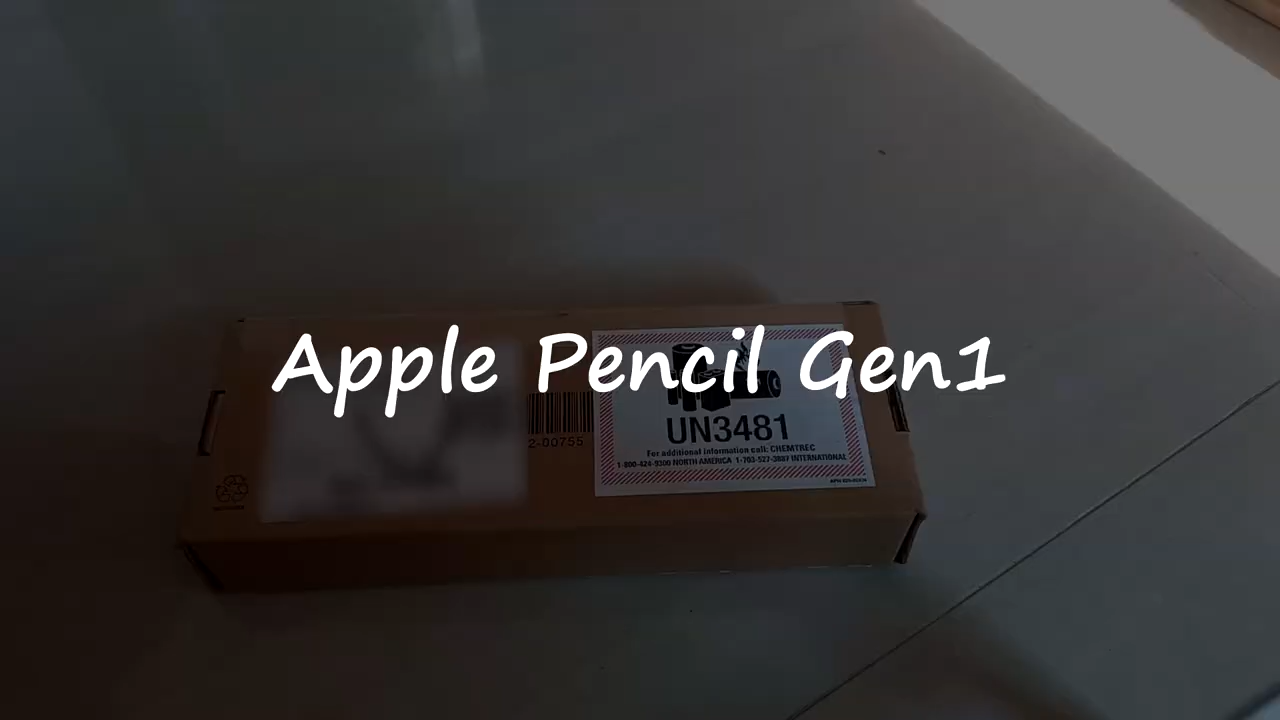 Apple Pencil Gen1
2-00755
UN3481
For additional information call: CHEMTREC
1-800-424-9300 NORTH AMERICA 1-703-527-3887 INTERNATIONAL